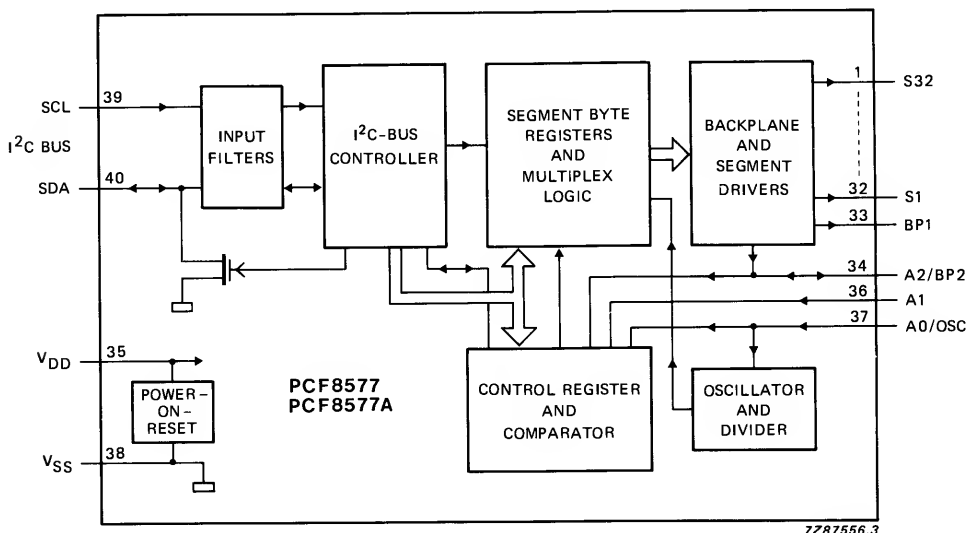 SCL
39
I²C BUS
SDA
40
INPUT
FILTERS
I²C-BUS
CONTROLLER
SEGMENT BYTE
REGISTERS
AND
MULTIPLEX
LOGIC
BACKPLANE
AND
SEGMENT
DRIVERS
1
S32
32
S1
33
BP1
34
A2/BP2
36
A1
37
A0/OSC
V_DD
35
POWER-
ON-
RESET
V_SS
38
PCF8577
PCF8577A
CONTROL REGISTER
AND
COMPARATOR
OSCILLATOR
AND
DIVIDER
7Z87556.3